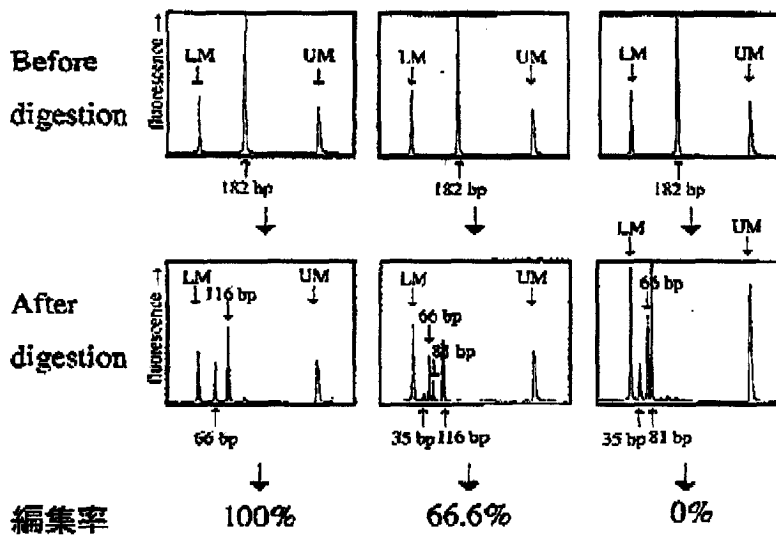 Before
digestion
fluorescence →
LM
UM
182 bp
LM
UM
182 bp
LM
UM
182 bp
After
digestion
fluorescence →
LM
116 bp
UM
66 bp
LM
66 bp
81 bp
UM
35 bp
116 bp
LM
UM
66 bp
35 bp
81 bp
編集率
100%
66.6%
0%